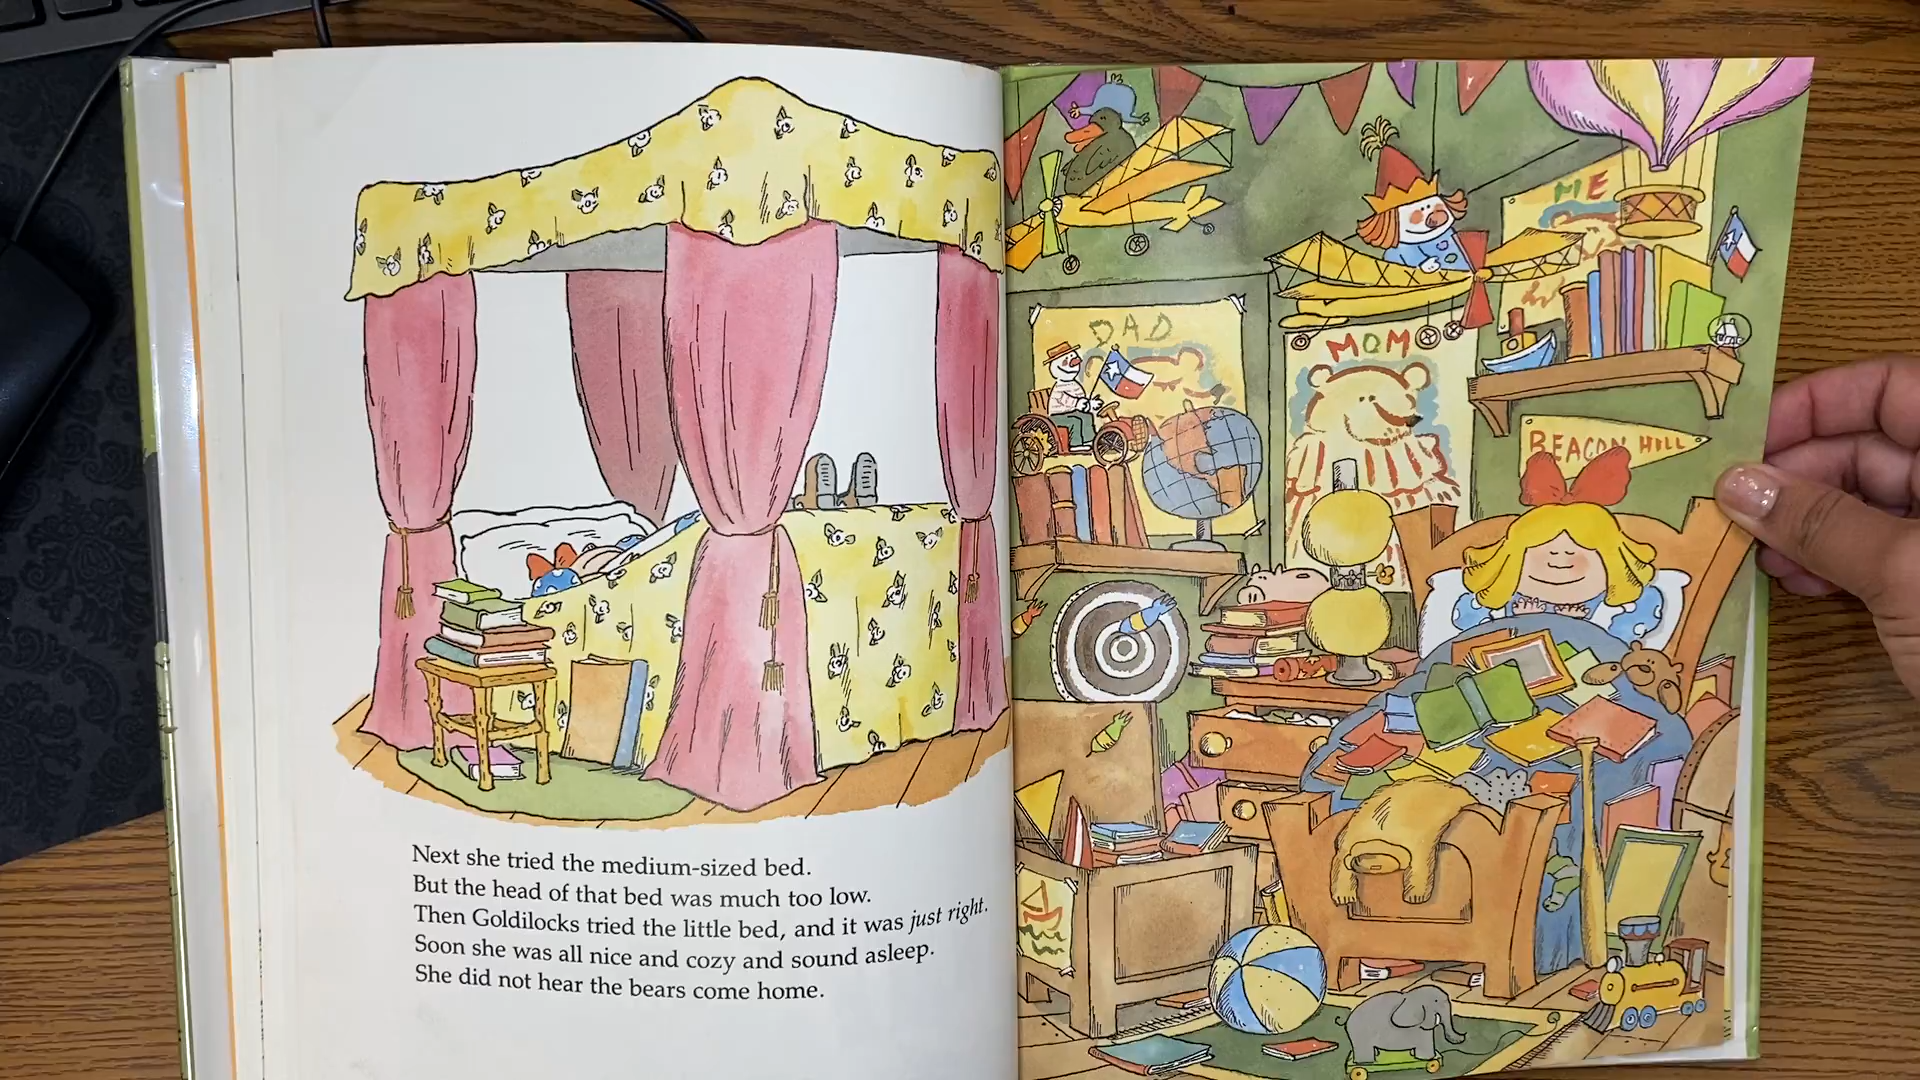 Next she tried the medium-sized bed.
But the head of that bed was much too low.
Then Goldilocks tried the little bed, and it was just right.
Soon she was all nice and cozy and sound asleep.
She did not hear the bears come home.
DAD
MOM
ME
BEACON HILL